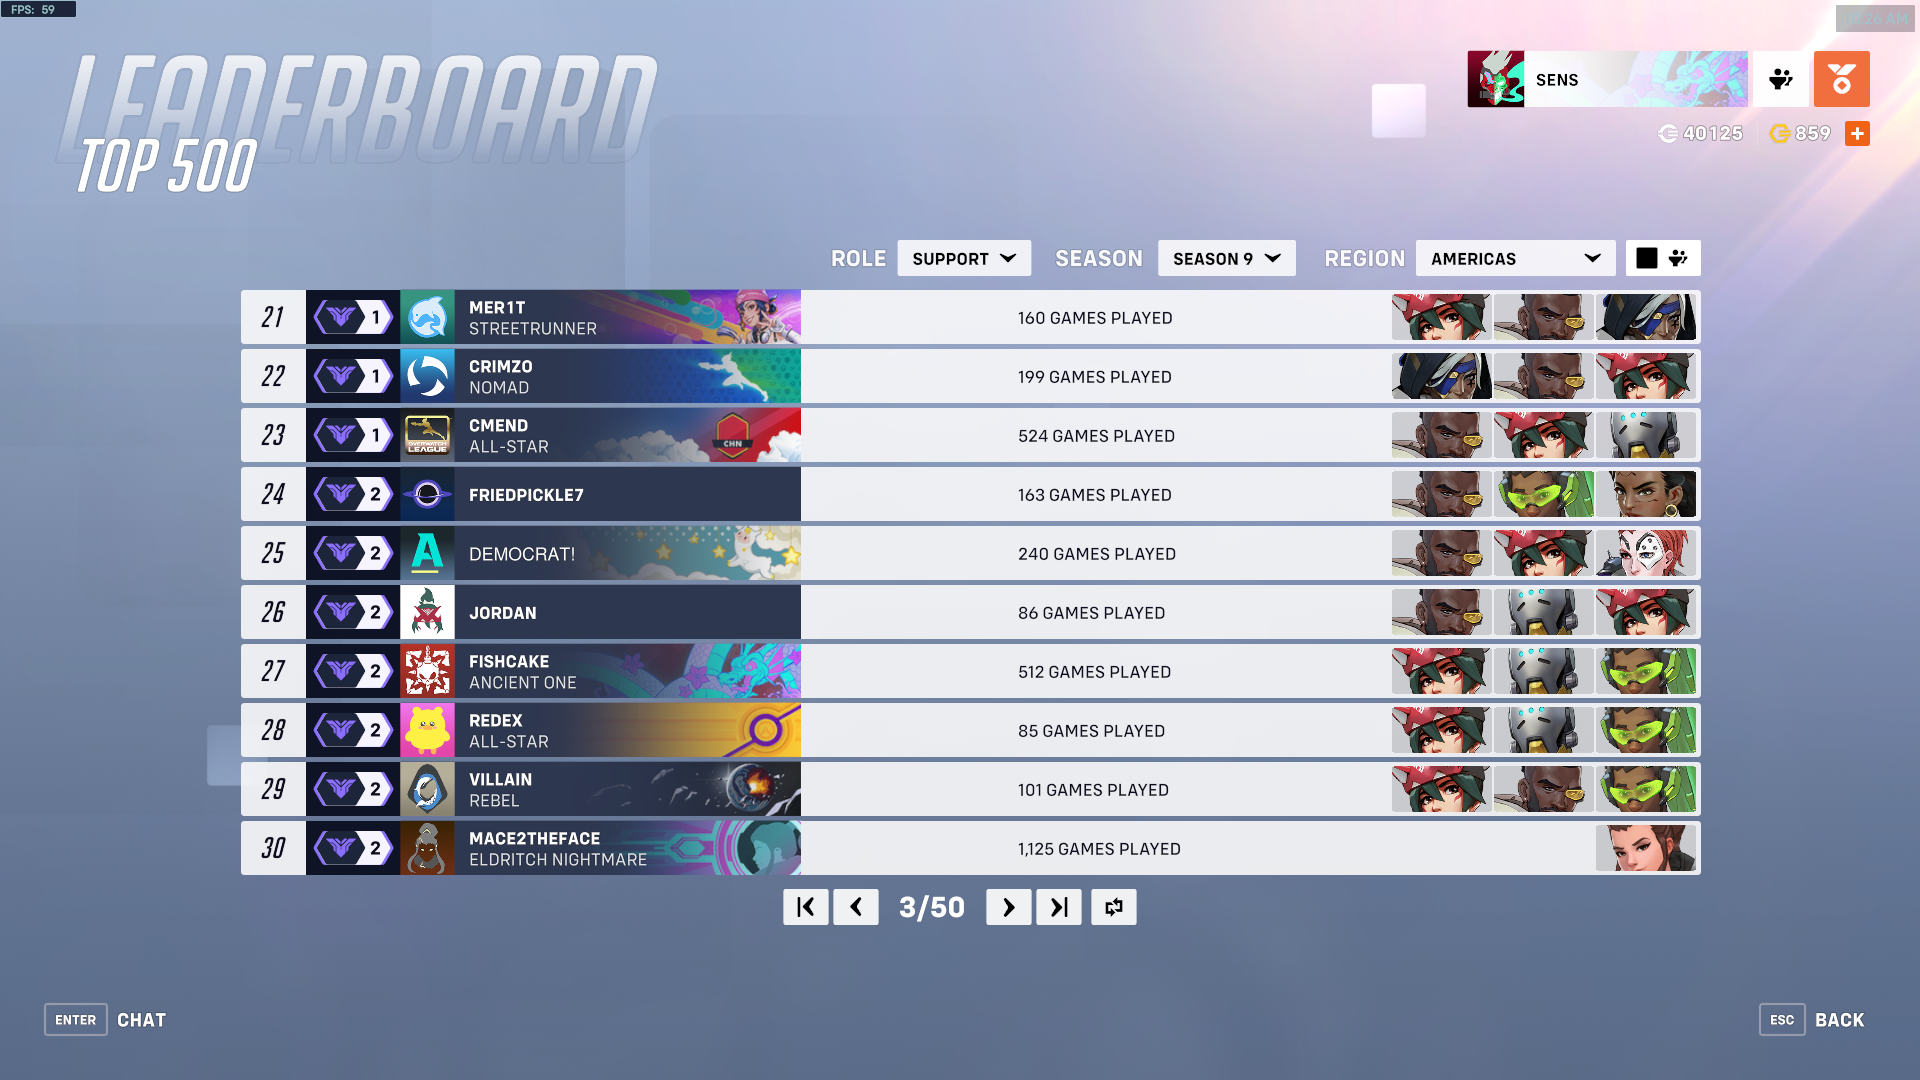 FPS: 59
LEADERBOARD
TOP 500
SENS
40125
859
ROLE SUPPORT SEASON SEASON 9 REGION AMERICAS
21 1 MER1T
STREETRUNNER
160 GAMES PLAYED
22 1 CRIMZO
NOMAD
199 GAMES PLAYED
23 1 CMEND
ALL-STAR
OVERWATCH
LEAGUE
CHN
524 GAMES PLAYED
24 2 FRIEDPICKLE7 163 GAMES PLAYED
25 2 DEMOCRAT! 240 GAMES PLAYED
26 2 JORDAN 86 GAMES PLAYED
27 2 FISHCAKE
ANCIENT ONE
512 GAMES PLAYED
28 2 REDEX
ALL-STAR
85 GAMES PLAYED
29 2 VILLAIN
REBEL
101 GAMES PLAYED
30 2 MACE2THEFACE
ELDRITCH NIGHTMARE
1,125 GAMES PLAYED
3/50
ENTER CHAT
ESC BACK